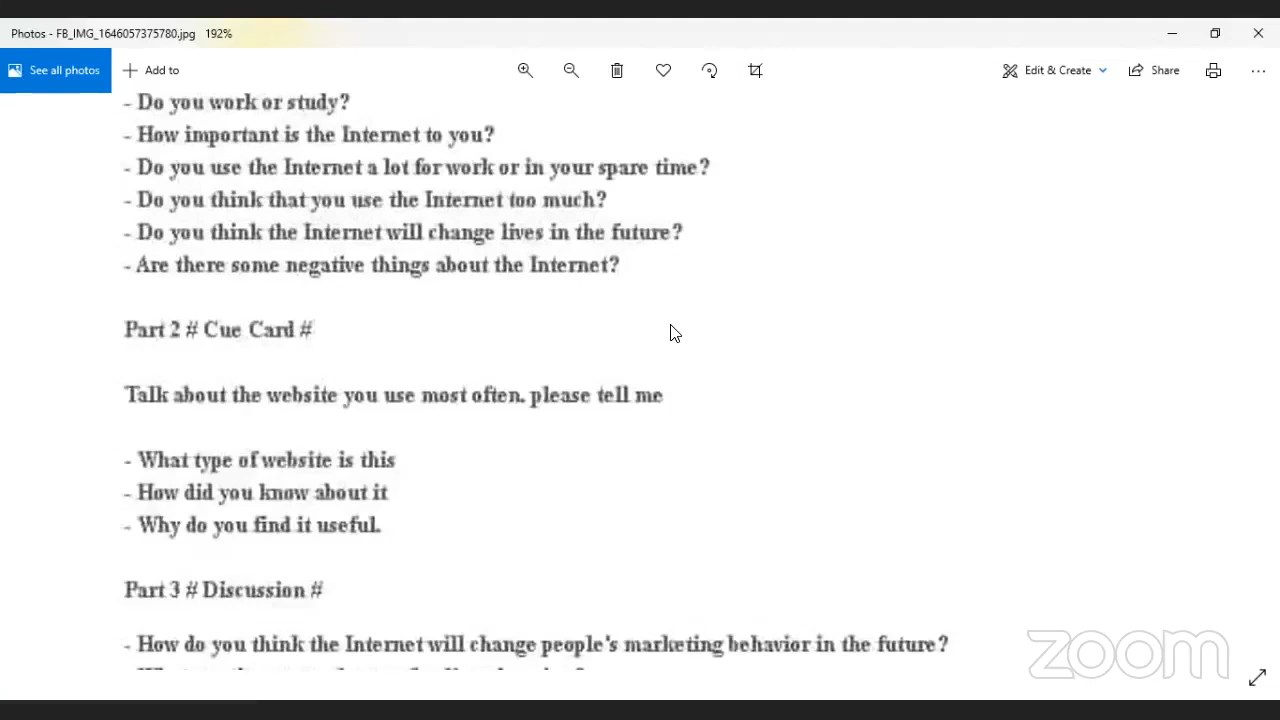 Photos - FB_IMG_1646057375780.jpg 192%
See all photos
Add to
Edit & Create
Share
- Do you work or study?
- How important is the Internet to you?
- Do you use the Internet a lot for work or in your spare time?
- Do you think that you use the Internet too much?
- Do you think the Internet will change lives in the future?
- Are there some negative things about the Internet?
Part 2 # Cue Card #
Talk about the website you use most often. please tell me
- What type of website is this
- How did you know about it
- Why do you find it useful.
Part 3 # Discussion #
- How do you think the Internet will change people's marketing behavior in the future?
zoom